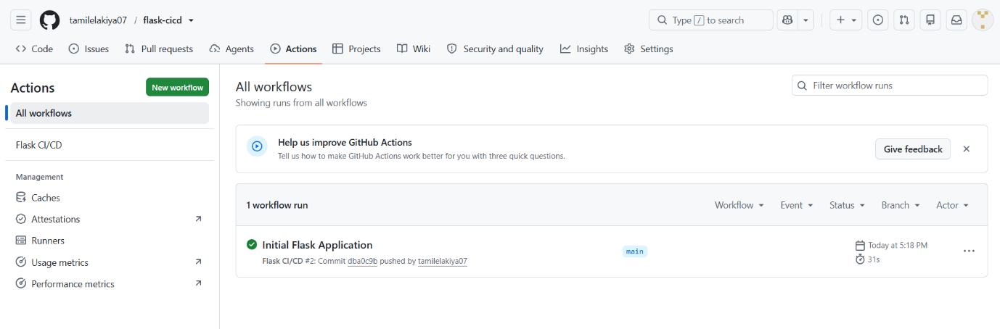 tamilelakiya07 / flask-cicd
Type / to search
Code Issues Pull requests Agents Actions Projects Wiki Security and quality Insights Settings
Actions
New workflow
All workflows
Flask CI/CD
Management
Caches
Attestations
Runners
Usage metrics
Performance metrics
All workflows
Showing runs from all workflows
Filter workflow runs
Help us improve GitHub Actions
Tell us how to make GitHub Actions work better for you with three quick questions.
Give feedback
1 workflow run
Workflow Event Status Branch Actor
Initial Flask Application
Flask CI/CD #2: Commit dba0c9b pushed by tamilelakiya07
main
Today at 5:18 PM
31s